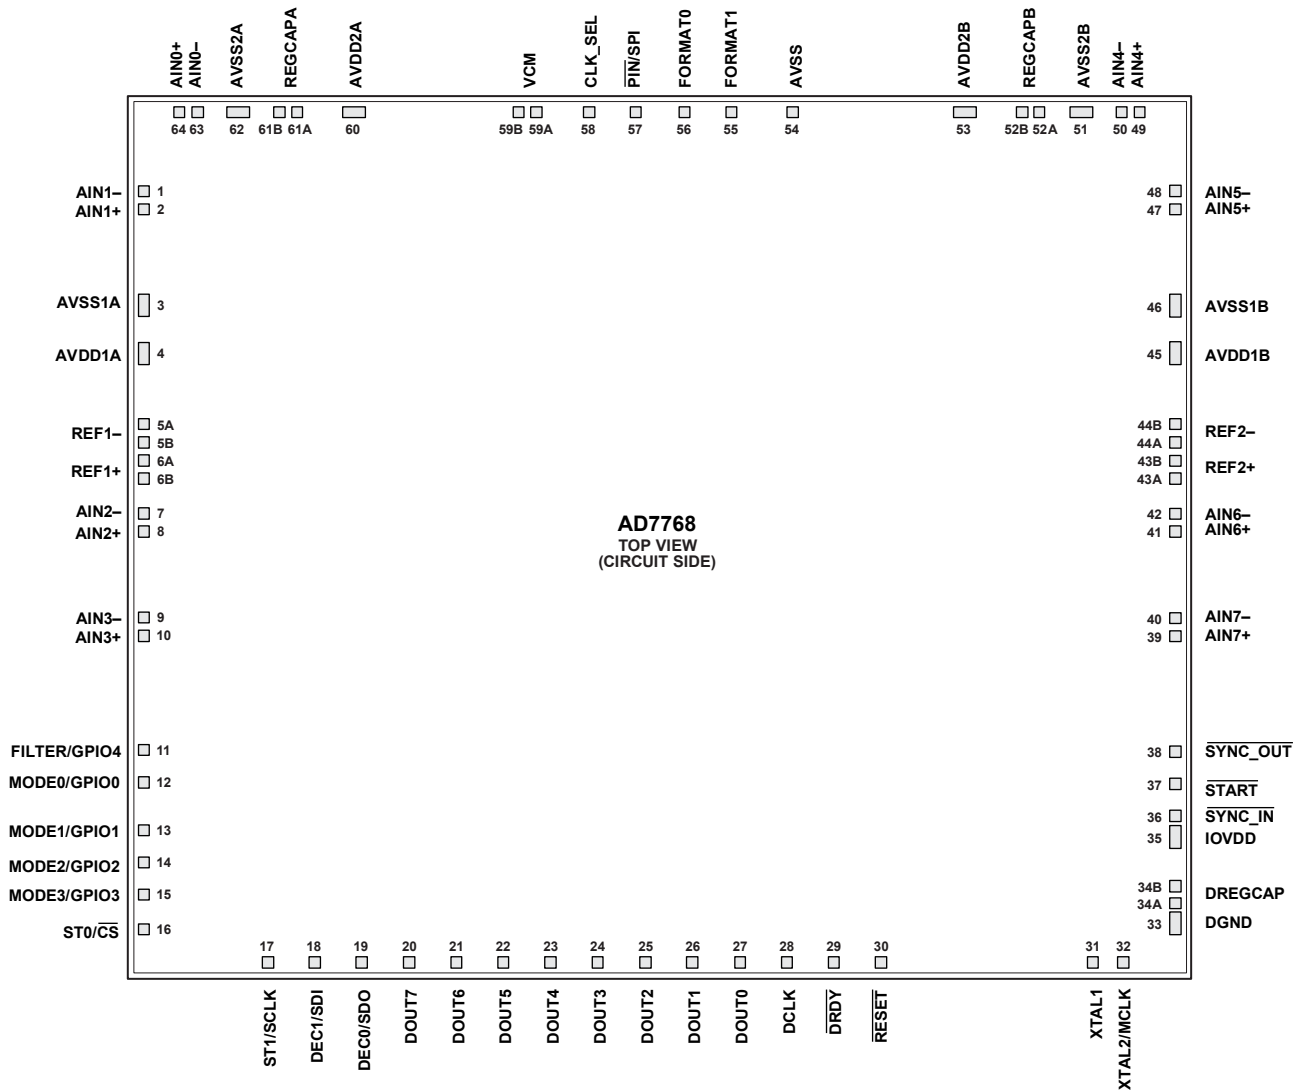 AIN0+
AIN0–
AVSS2A
REGCAPA
AVDD2A
VCM
CLK_SEL
PIN/SPI
FORMAT0
FORMAT1
AVSS
AVDD2B
REGCAPB
AVSS2B
AIN4–
AIN4+
64
63
62
61B
61A
60
59B
59A
58
57
56
55
54
53
52B
52A
51
50
49
AIN1– 1
AIN1+ 2
AVSS1A 3
AVDD1A 4
REF1–
5A
5B
REF1+
6A
6B
AIN2– 7
AIN2+ 8
AIN3– 9
AIN3+ 10
FILTER/GPIO4 11
MODE0/GPIO0 12
MODE1/GPIO1 13
MODE2/GPIO2 14
MODE3/GPIO3 15
ST0/CS 16
AD7768
TOP VIEW
(CIRCUIT SIDE)
48 AIN5–
47 AIN5+
46 AVSS1B
45 AVDD1B
44B
44A
REF2–
43B
43A
REF2+
42 AIN6–
41 AIN6+
40 AIN7–
39 AIN7+
38 SYNC_OUT
37 START
36 SYNC_IN
35 IOVDD
34B
34A
DREGCAP
33 DGND
17
18
19
20
21
22
23
24
25
26
27
28
29
30
31
32
ST1/SCLK
DEC1/SDI
DEC0/SDO
DOUT7
DOUT6
DOUT5
DOUT4
DOUT3
DOUT2
DOUT1
DOUT0
DCLK
DRDY
RESET
XTAL1
XTAL2/MCLK